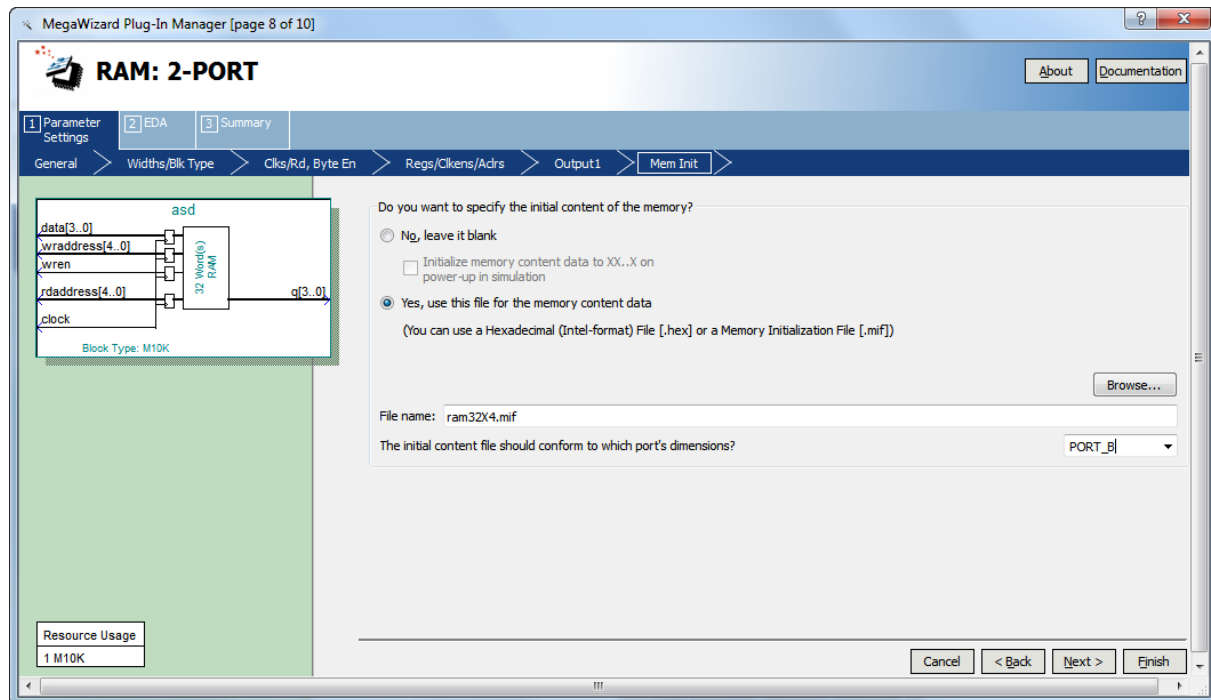 MegaWizard Plug-In Manager [page 8 of 10]
RAM: 2-PORT
About
Documentation
1 Parameter Settings
2 EDA
3 Summary
General
Widths/Blk Type
Clks/Rd, Byte En
Regs/Clkens/Aclrs
Output1
Mem Init
asd
data[3..0]
wraddress[4..0]
wren
rdaddress[4..0]
clock
32 Word(s)
RAM
q[3..0]
Block Type: M10K
Do you want to specify the initial content of the memory?
No, leave it blank
Initialize memory content data to XX..X on
power-up in simulation
Yes, use this file for the memory content data
(You can use a Hexadecimal (Intel-format) File [.hex] or a Memory Initialization File [.mif])
Browse...
File name: ram32X4.mif
The initial content file should conform to which port's dimensions?
PORT_B
Resource Usage
1 M10K
Cancel
< Back
Next >
Finish